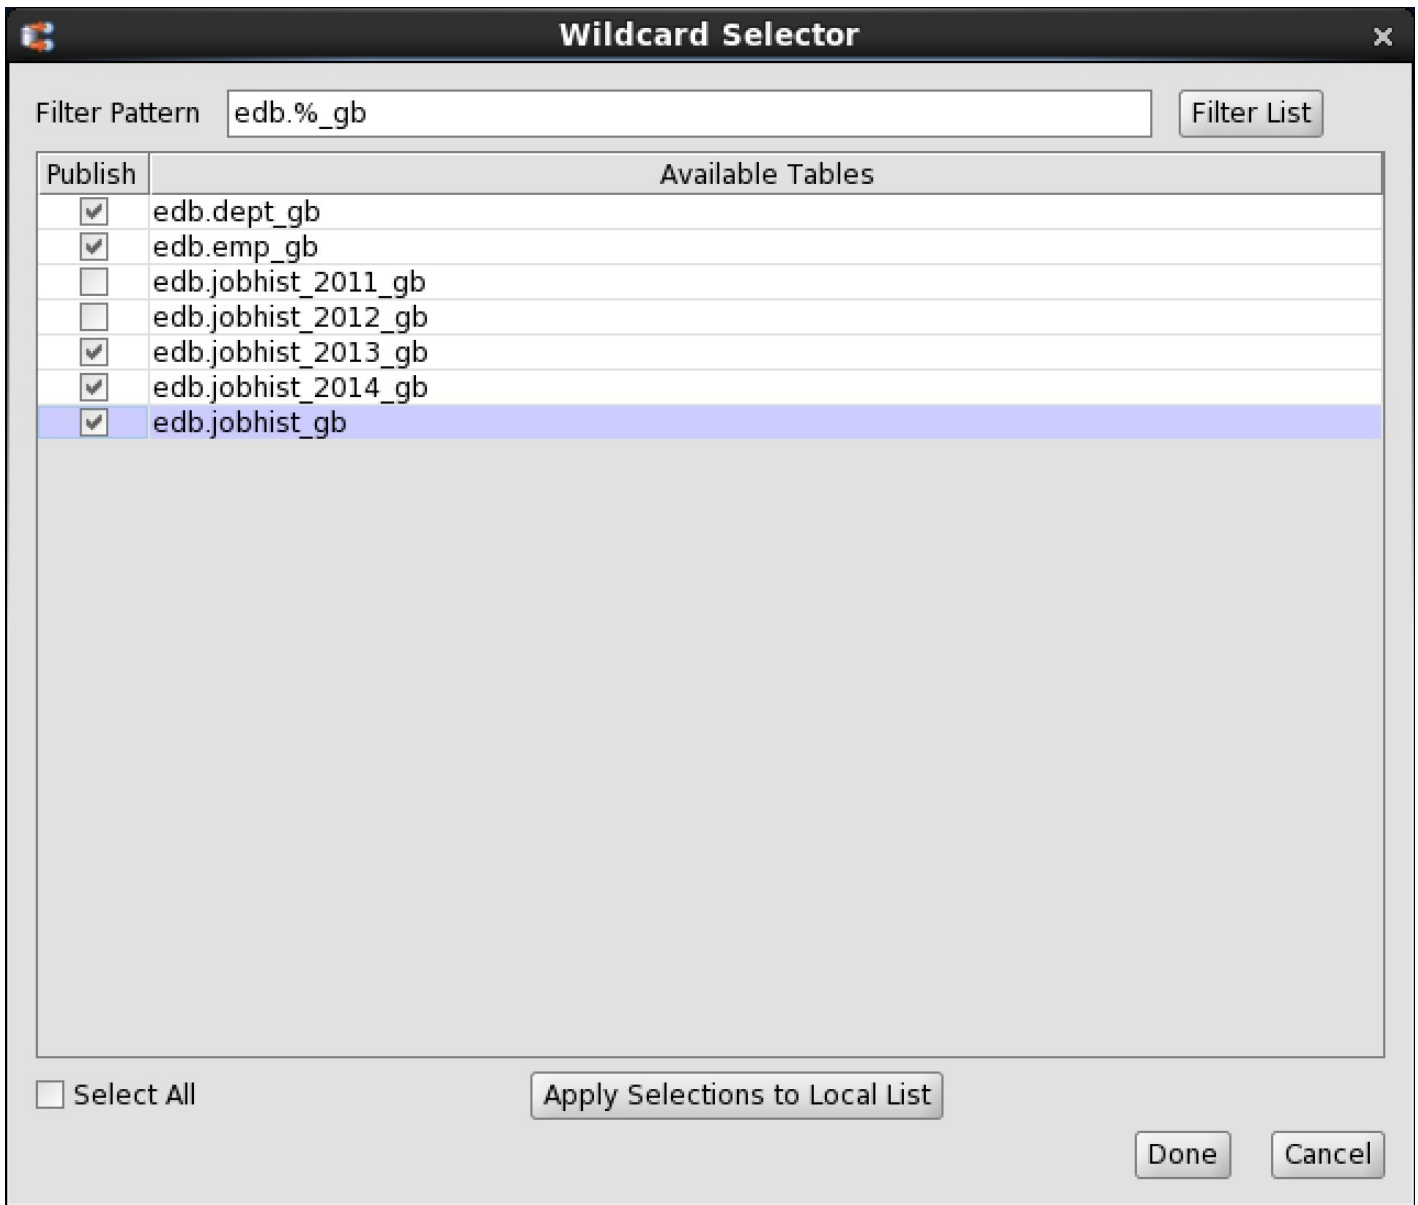 Wildcard Selector
Filter Pattern edb.%_gb Filter List
Publish Available Tables
edb.dept_gb
edb.emp_gb
edb.jobhist_2011_gb
edb.jobhist_2012_gb
edb.jobhist_2013_gb
edb.jobhist_2014_gb
edb.jobhist_gb
Select All Apply Selections to Local List
Done Cancel